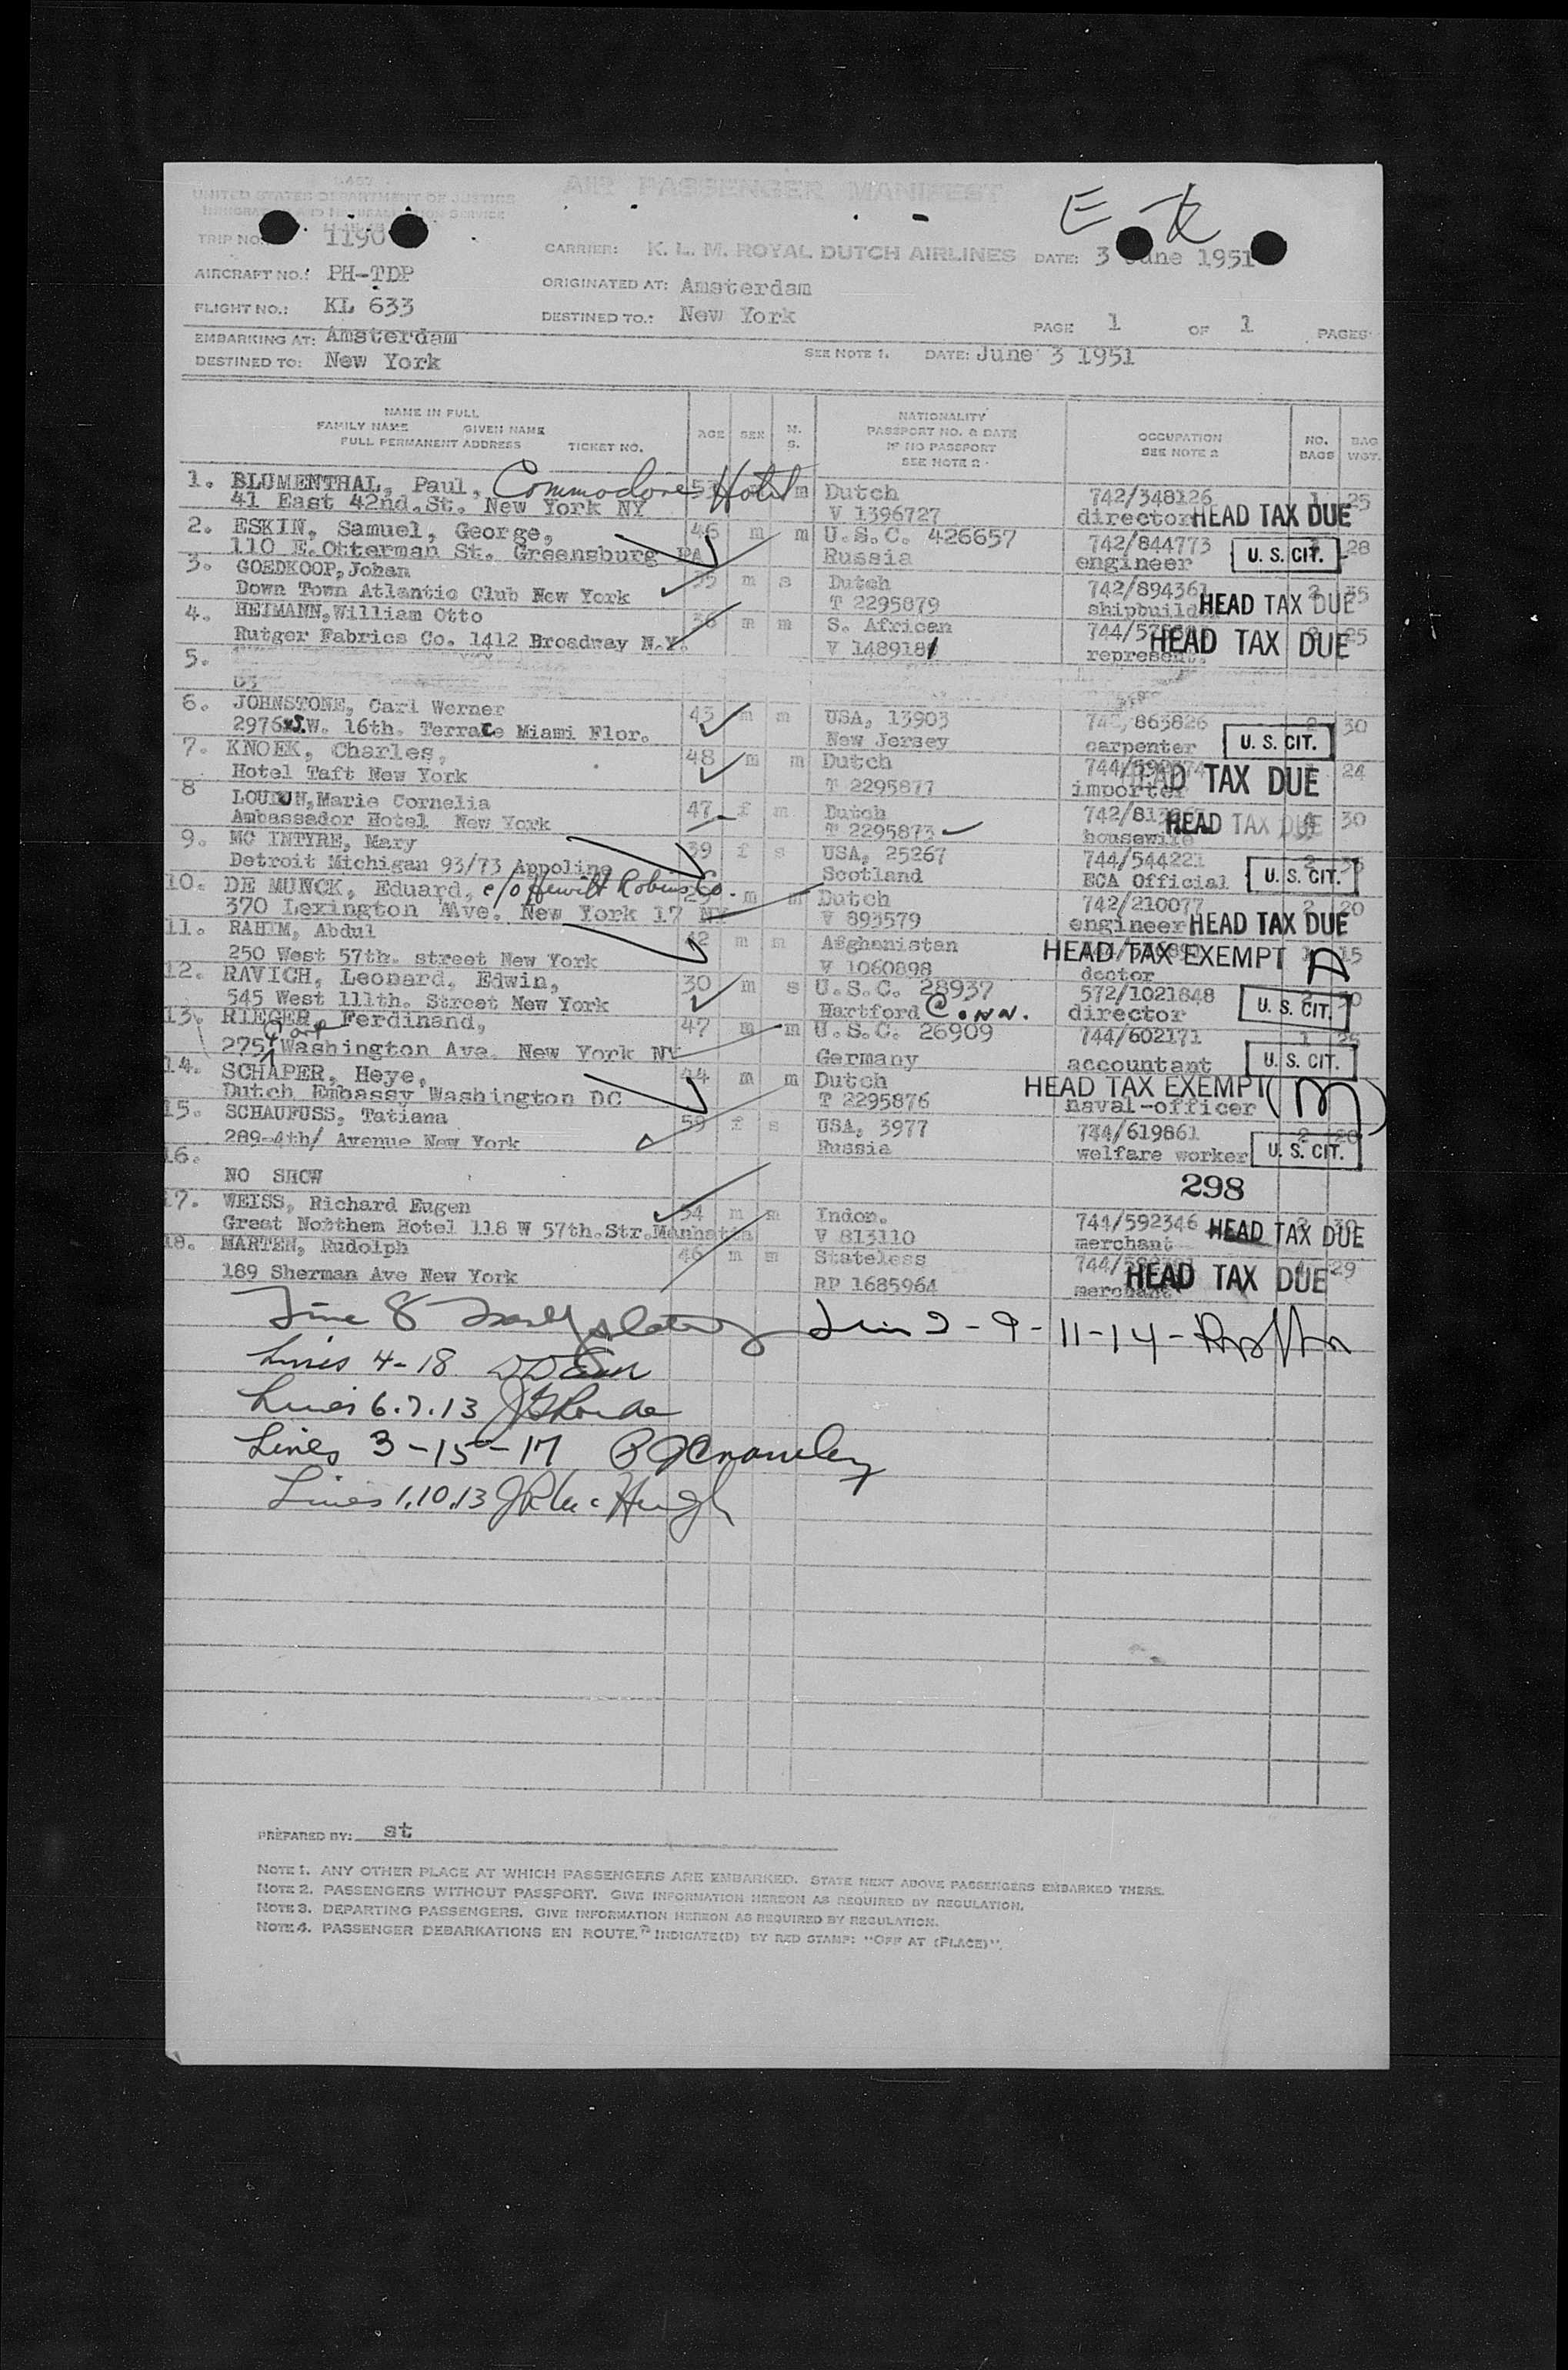 UNITED STATES DEPARTMENT OF JUSTICE
AIR PASSENGER MANIFEST
TRIP NO. 1190
CARRIER: K. L. M. ROYAL DUTCH AIRLINES DATE: 3 June 1951
AIRCRAFT NO.: PH-TDP
ORIGINATED AT: Amsterdam
FLIGHT NO.: KL 633
DESTINED TO.: New York
PAGE 1 OF 1 PAGES
EMBARKING AT: Amsterdam
SEE NOTE 1. DATE: June 3 1951
DESTINED TO: New York
NAME IN FULL
FAMILY NAME GIVEN NAME
FULL PERMANENT ADDRESS TICKET NO.
AGE SEX M. S.
NATIONALITY
PASSPORT NO. & DATE
IF NO PASSPORT
SEE NOTE 2
OCCUPATION
SEE NOTE 2
NO. BAGS
BAG WGT.
1. BLUMENTHAL, Paul, Commodore Hotel m Dutch 742/348126 25
41 East 42nd.St. New York NY V 1396727 director HEAD TAX DUE
2. ESKIN, Samuel, George, 46 m m U.S.C. 426657 742/844773 28
110 E.Otterman St. Greensburg PA Russia engineer U. S. CIT.
3. GOEDKOOP,Johan m s Dutch 742/894361
Down Town Atlantic Club New York T 2295879 HEAD TAX DUE
4. HEIMANN,William Otto 36 m m S. African 25
Rutger Fabrics Co. 1412 Broadway N.Y. represent. HEAD TAX DUE
5.
6. JOHNSTONE, Carl Werner 43 m m USA, 13903 30
2976 S.W. 16th. Terrace Miami Flor. New Jersey carpenter U. S. CIT.
7. KNOEK, Charles, 48 m m Dutch 24
Hotel Taft New York T 2295877 importer HEAD TAX DUE
8 LOUDON,Marie Cornelia 47 f m Dutch 30
Ambassador Hotel New York T 2295873 housewife HEAD TAX DUE
9. MC INTYRE, Mary 39 f s USA, 25267 744/544221
Detroit Michigan 93/73 Appoline Scotland ECA Official U. S. CIT.
10. DE MUNCK, Eduard, c/o Hewitt Robins Co. m m Dutch 742/210077 20
370 Lexington Ave. New York 17 NY V 893579 engineer HEAD TAX DUE
11. RAHIM, Abdul 42 m m Afghanistan HEAD TAX EXEMPT 15
250 West 57th. street New York V 1060898 doctor
12. RAVICH, Leonard, Edwin, 30 m s U.S.C. 28937 572/1021848
545 West 111th. Street New York Hartford Conn. director U. S. CIT.
13. RIEGER, Ferdinand, 47 m m U.S.C. 26909 744/602171
Washington Ave. New York NY Germany accountant U. S. CIT.
14. SCHAPER, Heye, 44 m m Dutch HEAD TAX EXEMPT
Dutch Embassy Washington DC T 2295876 naval-officer
15. SCHAUFUSS, Tatiana 59 f s USA, 3977 744/619861
289-4th/ Avenue New York Russia welfare worker U. S. CIT.
16.
NO SHOW 298
17. WEISS, Richard Eugen 54 m m Indon. 744/592346
Great Northem Hotel 118 W 57th.Str.Manhattan V 813110 merchant HEAD TAX DUE
18. MARTEN, Rudolph 46 m m Stateless 29
189 Sherman Ave New York RP 1685964 merchant HEAD TAX DUE
Line 8
Lines 4-18
Lines 6.7.13
Lines 3-15-17
Lines 1,10,13
PREPARED BY: st
NOTE 1. ANY OTHER PLACE AT WHICH PASSENGERS ARE EMBARKED. STATE NEXT ABOVE PASSENGERS EMBARKED THERE.
NOTE 2. PASSENGERS WITHOUT PASSPORT. GIVE INFORMATION HEREON AS REQUIRED BY REGULATION.
NOTE 3. DEPARTING PASSENGERS. GIVE INFORMATION HEREON AS REQUIRED BY REGULATION.
NOTE 4. PASSENGER DEBARKATIONS EN ROUTE. INDICATE(D) BY RED STAMP: "OFF AT (PLACE)".